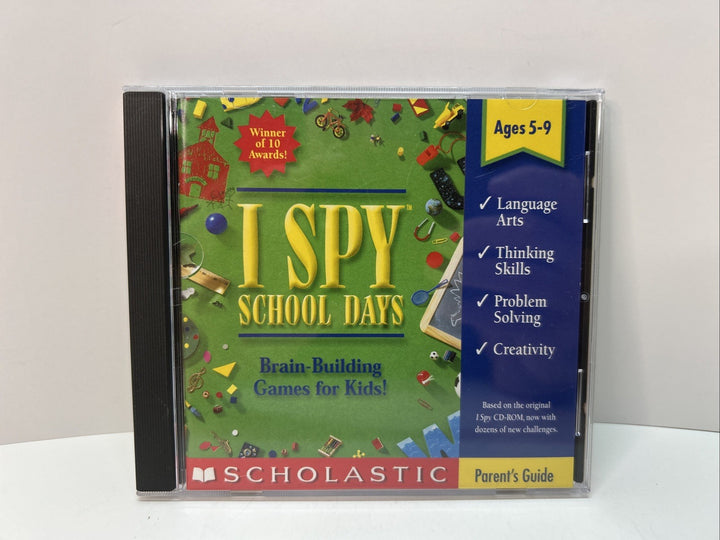 Winner
of 10
Awards!
I SPY™
SCHOOL DAYS
Brain-Building
Games for Kids!
SCHOLASTIC
Ages 5-9
✓ Language
Arts
✓ Thinking
Skills
✓ Problem
Solving
✓ Creativity
Based on the original
I Spy CD-ROM, now with
dozens of new challenges.
Parent's Guide